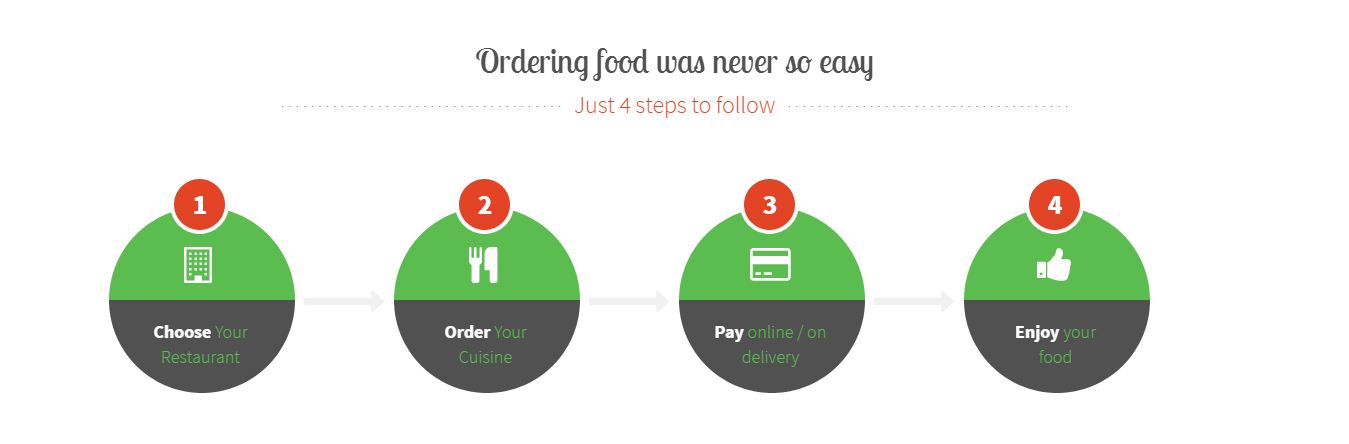 Ordering food was never so easy
Just 4 steps to follow
1
2
3
4
Choose Your
Restaurant
Order Your
Cuisine
Pay online / on
delivery
Enjoy your
food